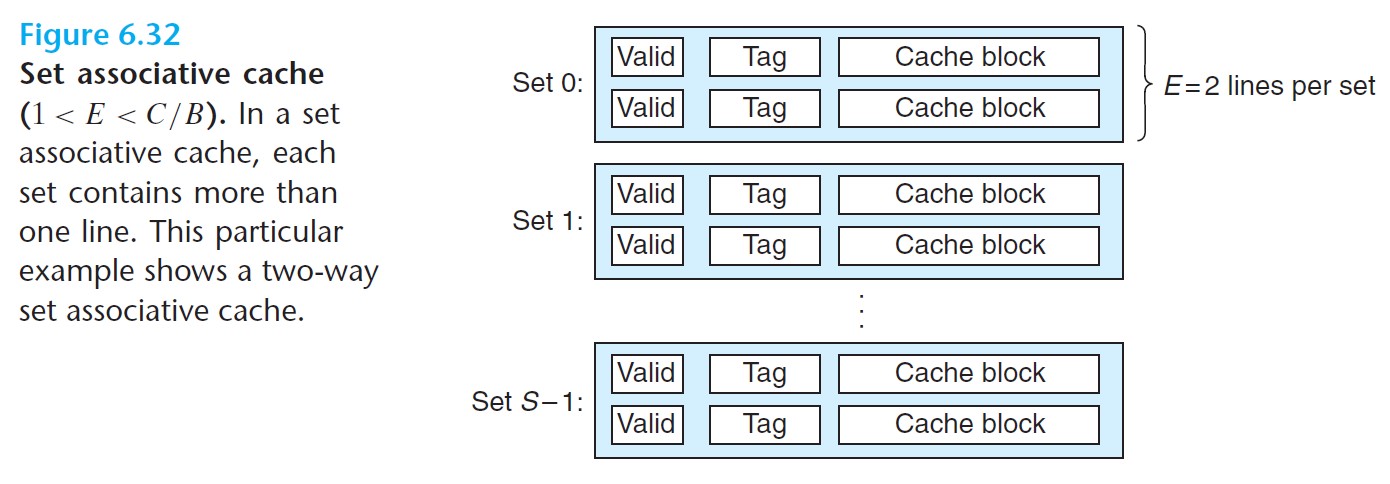 Figure 6.32
Set associative cache
(1 < E < C/B). In a set
associative cache, each
set contains more than
one line. This particular
example shows a two-way
set associative cache.
Set 0:
Valid Tag Cache block
Valid Tag Cache block
E=2 lines per set
Set 1:
Valid Tag Cache block
Valid Tag Cache block
⋮
Set S−1:
Valid Tag Cache block
Valid Tag Cache block